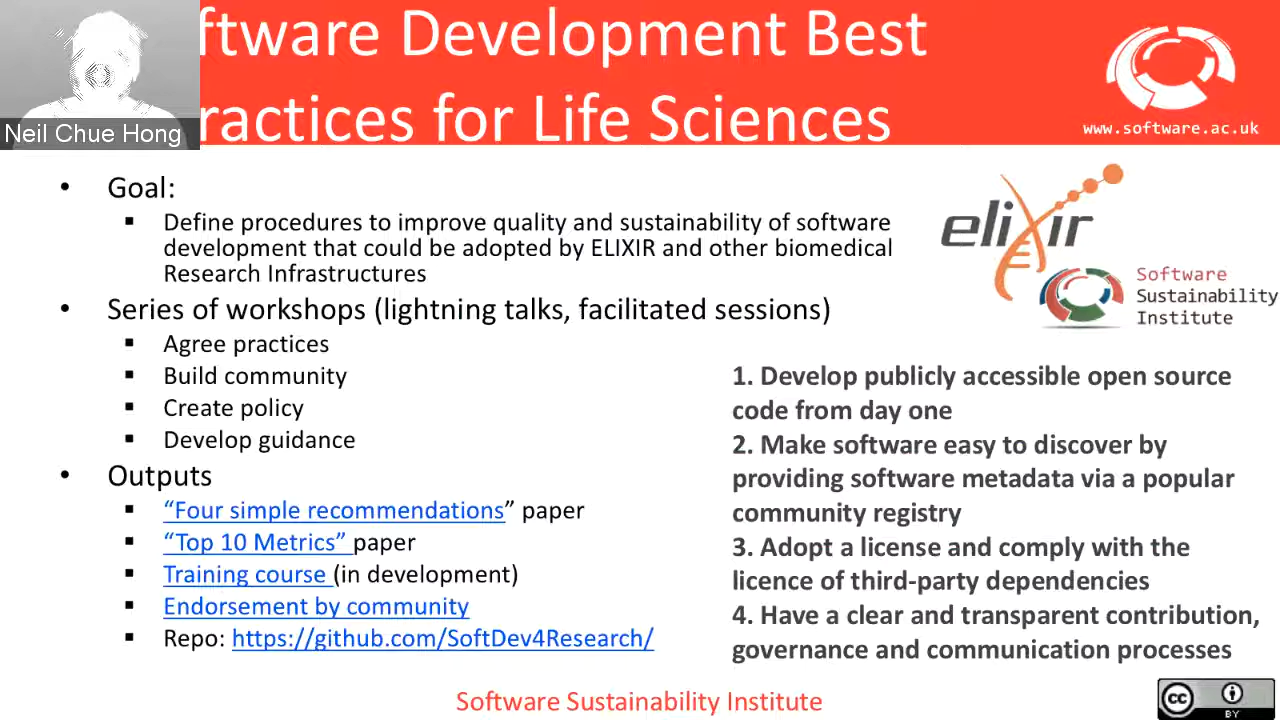 ftware Development Best
ractices for Life Sciences
Neil Chue Hong
www.software.ac.uk
• Goal:
▪ Define procedures to improve quality and sustainability of software
development that could be adopted by ELIXIR and other biomedical
Research Infrastructures
• Series of workshops (lightning talks, facilitated sessions)
▪ Agree practices
▪ Build community
▪ Create policy
▪ Develop guidance
• Outputs
▪ “Four simple recommendations” paper
▪ “Top 10 Metrics” paper
▪ Training course (in development)
▪ Endorsement by community
▪ Repo: https://github.com/SoftDev4Research/
elixir
Software
Sustainability
Institute
1. Develop publicly accessible open source
code from day one
2. Make software easy to discover by
providing software metadata via a popular
community registry
3. Adopt a license and comply with the
licence of third-party dependencies
4. Have a clear and transparent contribution,
governance and communication processes
Software Sustainability Institute
cc
BY